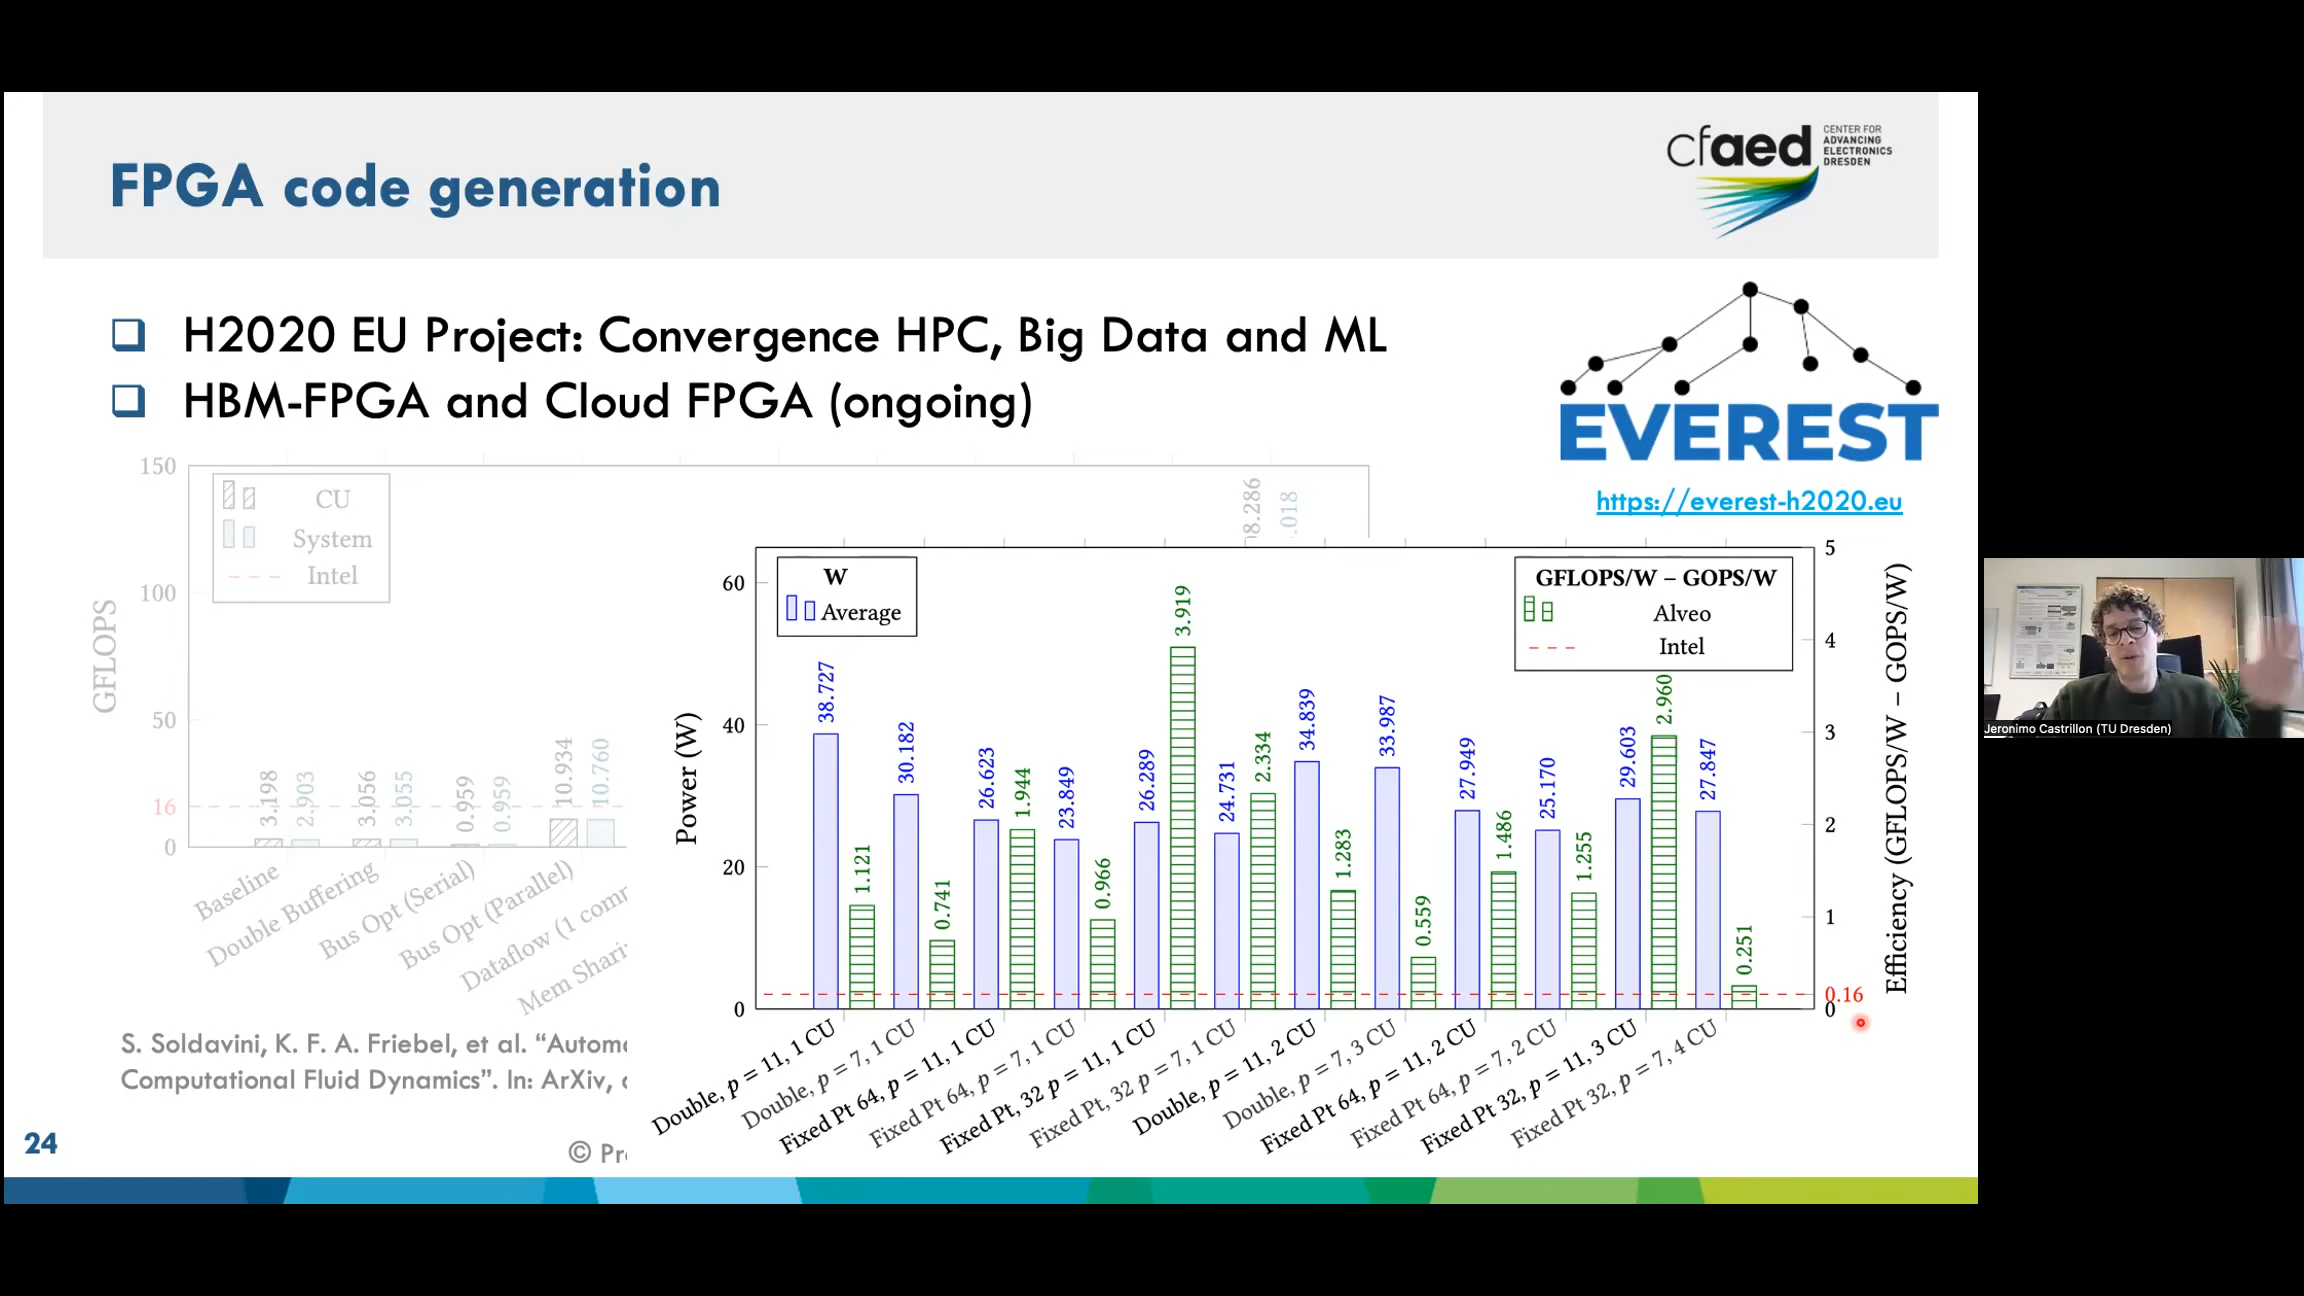 FPGA code generation
cfaed
CENTER FOR
ADVANCING
ELECTRONICS
DRESDEN
H2020 EU Project: Convergence HPC, Big Data and ML
HBM-FPGA and Cloud FPGA (ongoing)
EVEREST
https://everest-h2020.eu
150
100
50
16
0
GFLOPS
CU
System
Intel
8.286
.018
3.198
2.903
3.056
3.055
0.959
0.959
10.934
10.760
Baseline
Double Buffering
Bus Opt (Serial)
Bus Opt (Parallel)
Dataflow (1
Mem
60
40
20
0
Power (W)
W
Average
GFLOPS/W – GOPS/W
Alveo
Intel
5
4
3
2
1
0.16
0
Efficiency (GFLOPS/W – GOPS/W)
38.727
1.121
30.182
0.741
26.623
1.944
23.849
0.966
26.289
3.919
24.731
2.334
34.839
1.283
33.987
0.559
27.949
1.486
25.170
1.255
29.603
2.960
27.847
0.251
Double, p = 11, 1 CU
Double, p = 7, 1 CU
Fixed Pt 64, p = 11, 1 CU
Fixed Pt 64, p = 7, 1 CU
Fixed Pt, 32 p = 11, 1 CU
Fixed Pt, 32 p = 7, 1 CU
Double, p = 11, 2 CU
Double, p = 7, 3 CU
Fixed Pt 64, p = 11, 2 CU
Fixed Pt 64, p = 7, 2 CU
Fixed Pt 32, p = 11, 3 CU
Fixed Pt 32, p = 7, 4 CU
S. Soldavini, K. F. A. Friebel, et al. “
Computational Fluid Dynamics”. In: ArXiv,
24
©
Jeronimo Castrillon (TU Dresden)